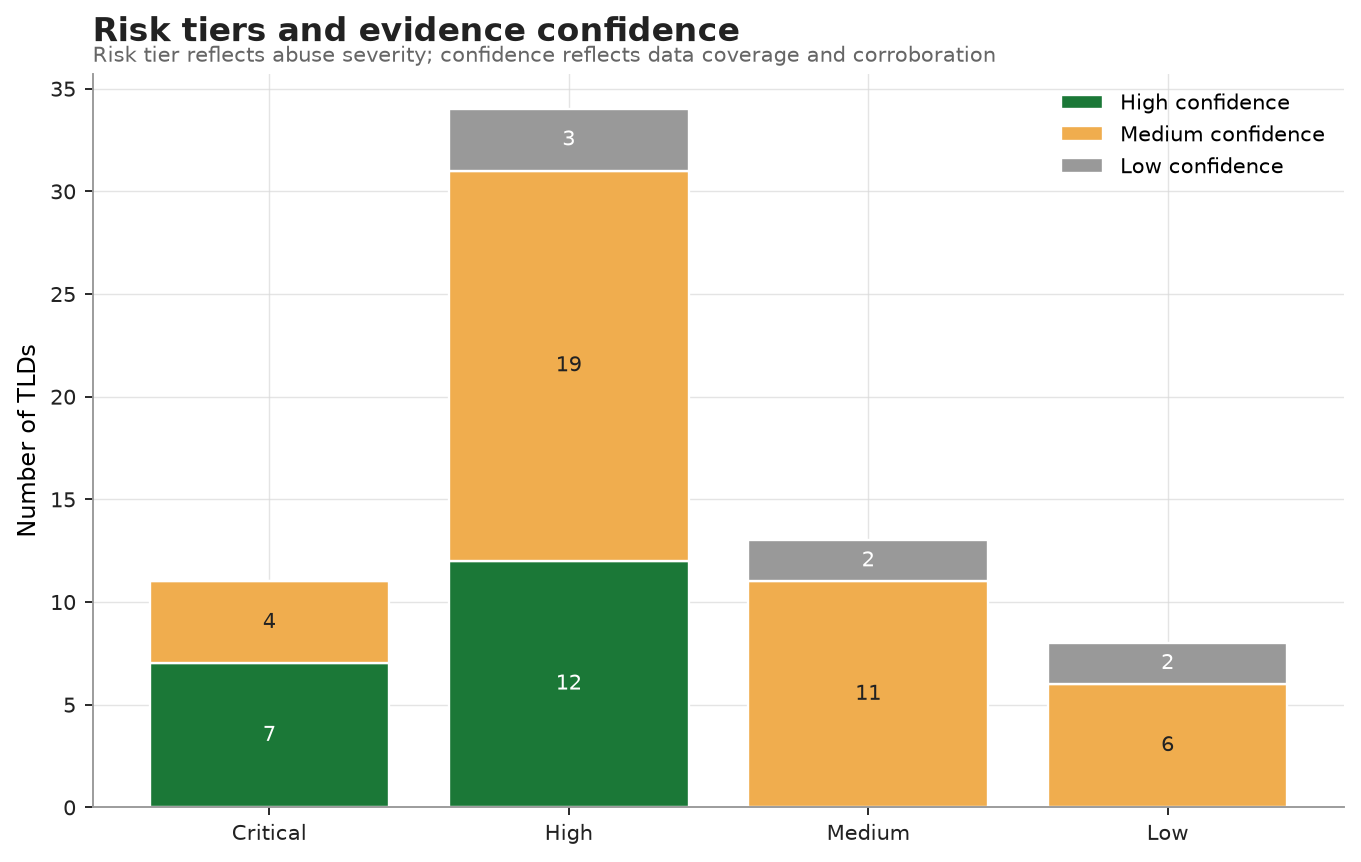 Risk tiers and evidence confidence
Risk tier reflects abuse severity; confidence reflects data coverage and corroboration
High confidence
Medium confidence
Low confidence
Number of TLDs
35
30
25
20
15
10
5
0
4
7
3
19
12
2
11
2
6
Critical
High
Medium
Low